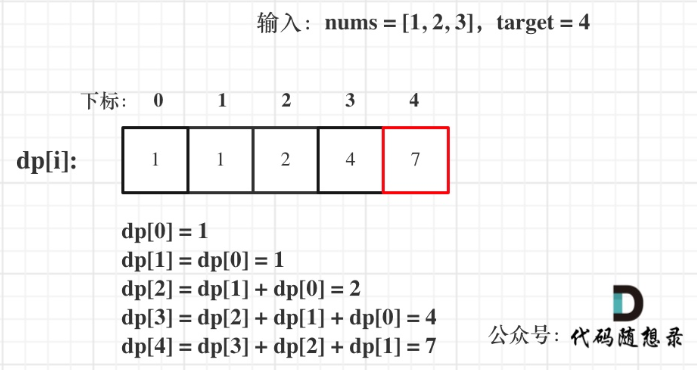 输入：nums = [1, 2, 3]，target = 4
下标： 0 1 2 3 4
dp[i]: 1 1 2 4 7
dp[0] = 1
dp[1] = dp[0] = 1
dp[2] = dp[1] + dp[0] = 2
dp[3] = dp[2] + dp[1] + dp[0] = 4
dp[4] = dp[3] + dp[2] + dp[1] = 7
公众号：代码随想录